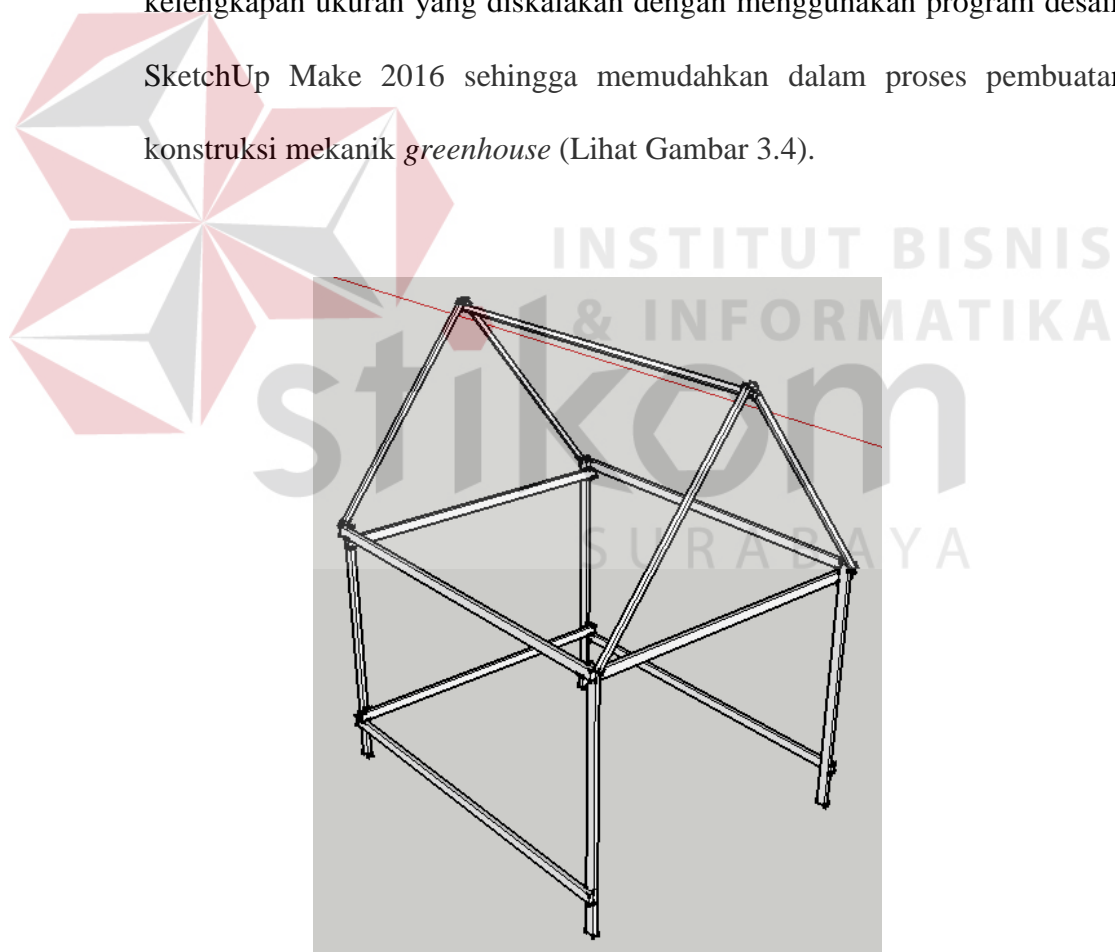 kelengkapan ukuran yang diskalakan dengan menggunakan program desain
SketchUp Make 2016 sehingga memudahkan dalam proses pembuatan
konstruksi mekanik greenhouse (Lihat Gambar 3.4).
INSTITUT BISNIS
& INFORMATIKA
stikom
SURABAYA